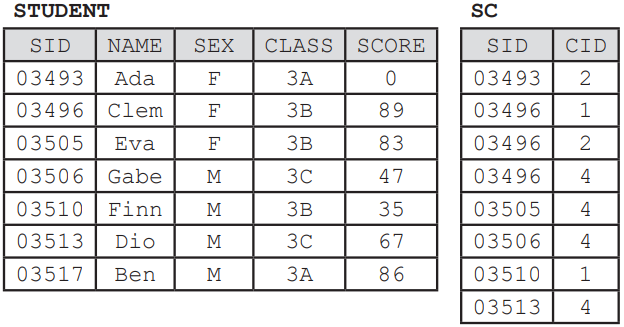 STUDENT
SID NAME SEX CLASS SCORE
03493 Ada F 3A 0
03496 Clem F 3B 89
03505 Eva F 3B 83
03506 Gabe M 3C 47
03510 Finn M 3B 35
03513 Dio M 3C 67
03517 Ben M 3A 86
SC
SID CID
03493 2
03496 1
03496 2
03496 4
03505 4
03506 4
03510 1
03513 4